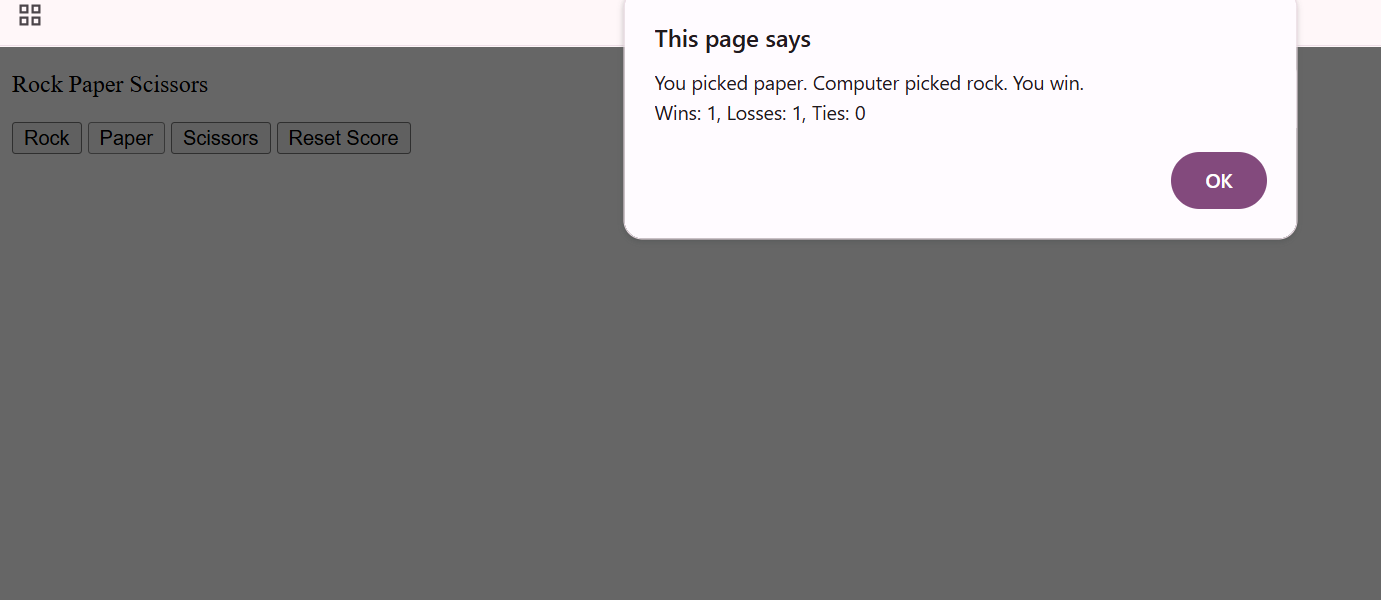 This page says
You picked paper. Computer picked rock. You win.
Wins: 1, Losses: 1, Ties: 0
OK
Rock Paper Scissors
Rock Paper Scissors Reset Score